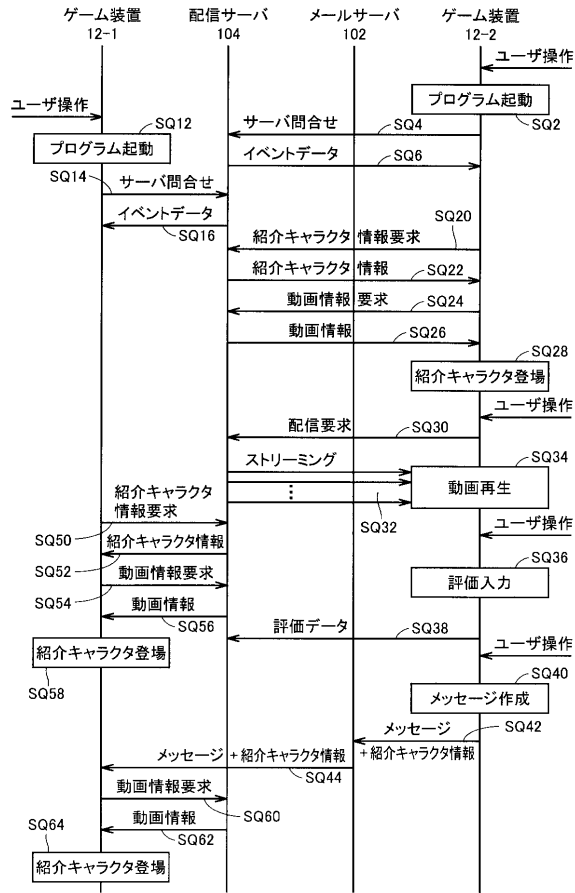 ゲーム装置 配信サーバ メールサーバ ゲーム装置
12-1 104 102 12-2
ユーザ操作
プログラム起動
SQ2
ユーザ操作
SQ12
プログラム起動
サーバ問合せ SQ4
イベントデータ SQ6
SQ14 サーバ問合せ
イベントデータ
SQ16
SQ20
紹介キャラクタ 情報要求
紹介キャラクタ 情報 SQ22
動画情報 要求 SQ24
動画情報 SQ26
SQ28
紹介キャラクタ登場
ユーザ操作
配信要求 SQ30
ストリーミング
SQ34
動画再生
SQ32
紹介キャラクタ
情報要求
SQ50
ユーザ操作
紹介キャラクタ情報
SQ52
SQ36
評価入力
動画情報要求
SQ54
動画情報
SQ56
評価データ SQ38
紹介キャラクタ登場
SQ58
ユーザ操作
SQ40
メッセージ作成
メッセージ SQ42
+紹介キャラクタ情報
メッセージ +紹介キャラクタ情報
SQ44
動画情報要求
SQ60
動画情報
SQ62
SQ64
紹介キャラクタ登場